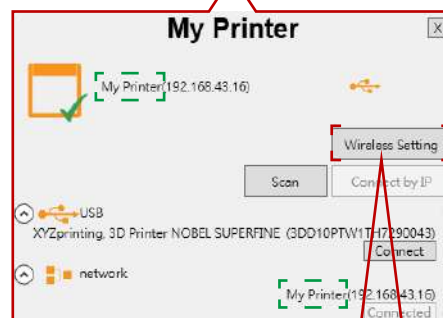 My Printer
X
My Printer(192.168.43.16)
Wireless Setting
Scan
Connect by IP
USB
XYZprinting, 3D Printer NOBEL SUPERFINE (3DD10PTW1TH7290043)
Connect
network
My Printer(192.168.43.16)
Connected